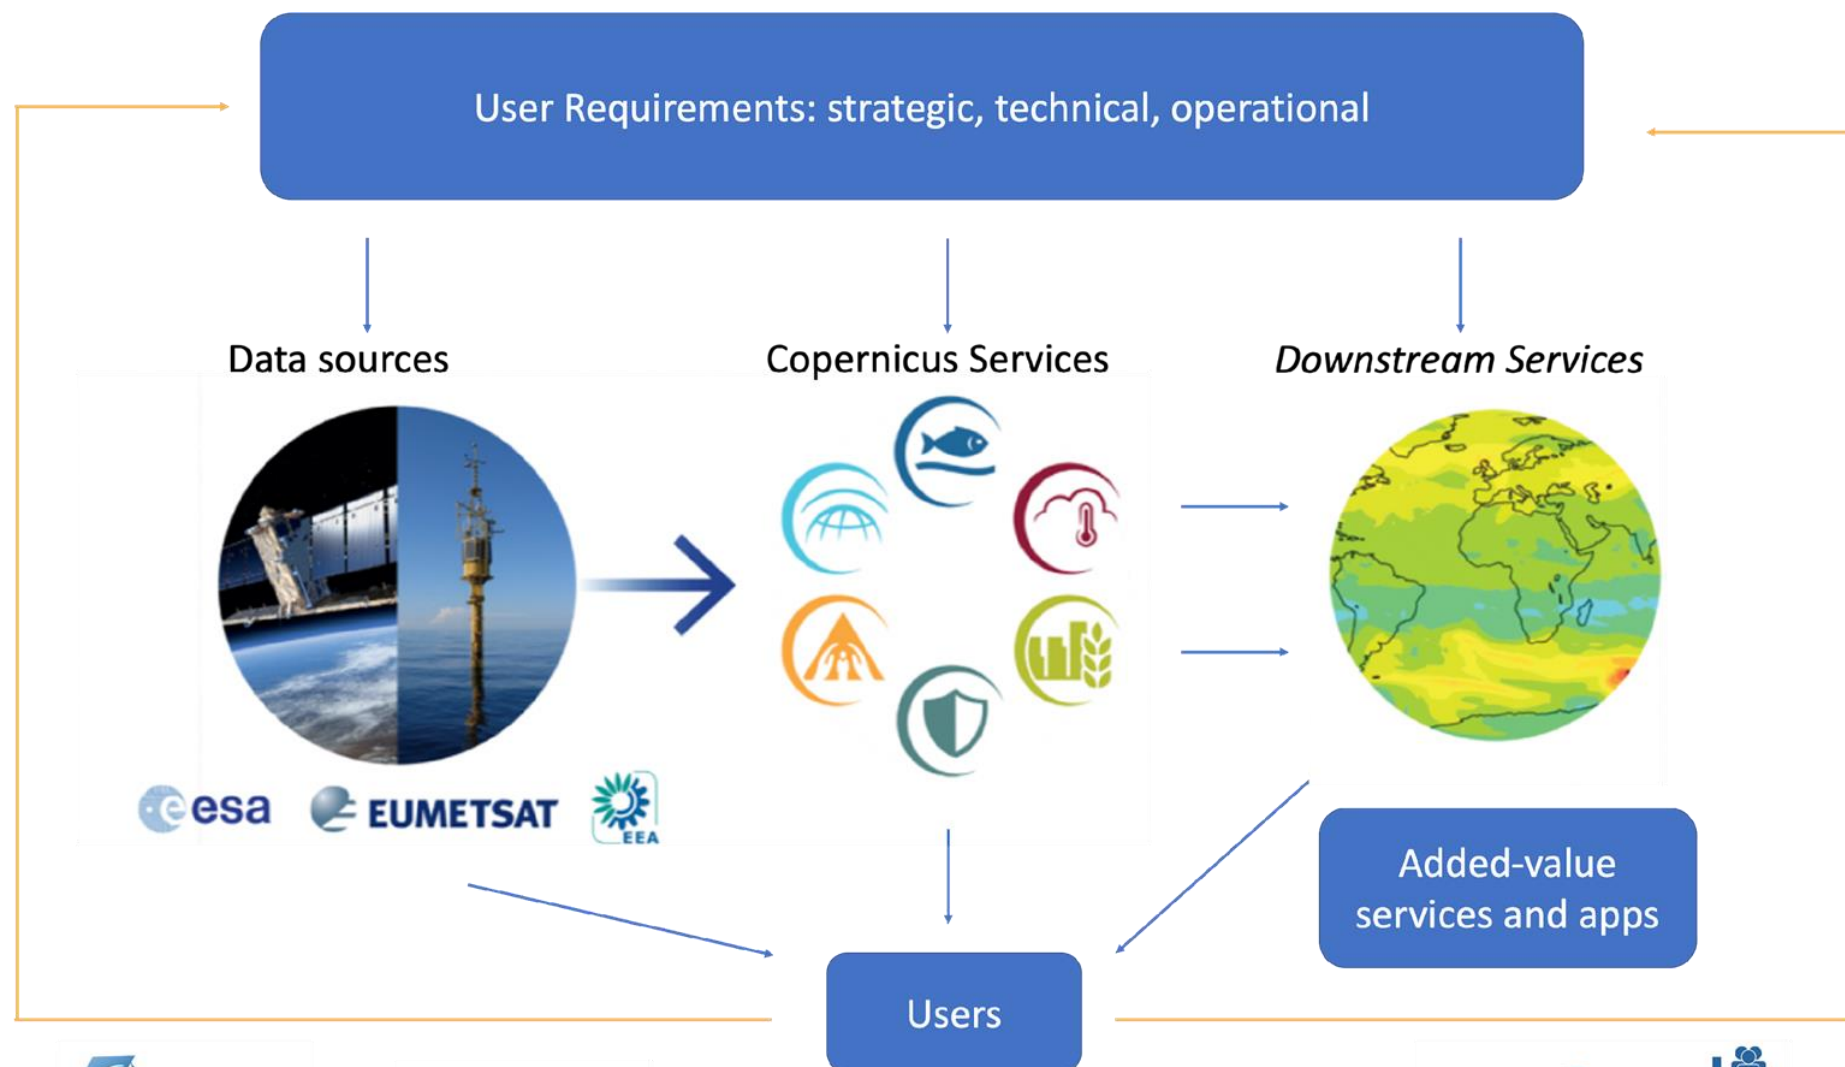 User Requirements: strategic, technical, operational
Data sources
Copernicus Services
Downstream Services
esa
EUMETSAT
EEA
Added-value
services and apps
Users